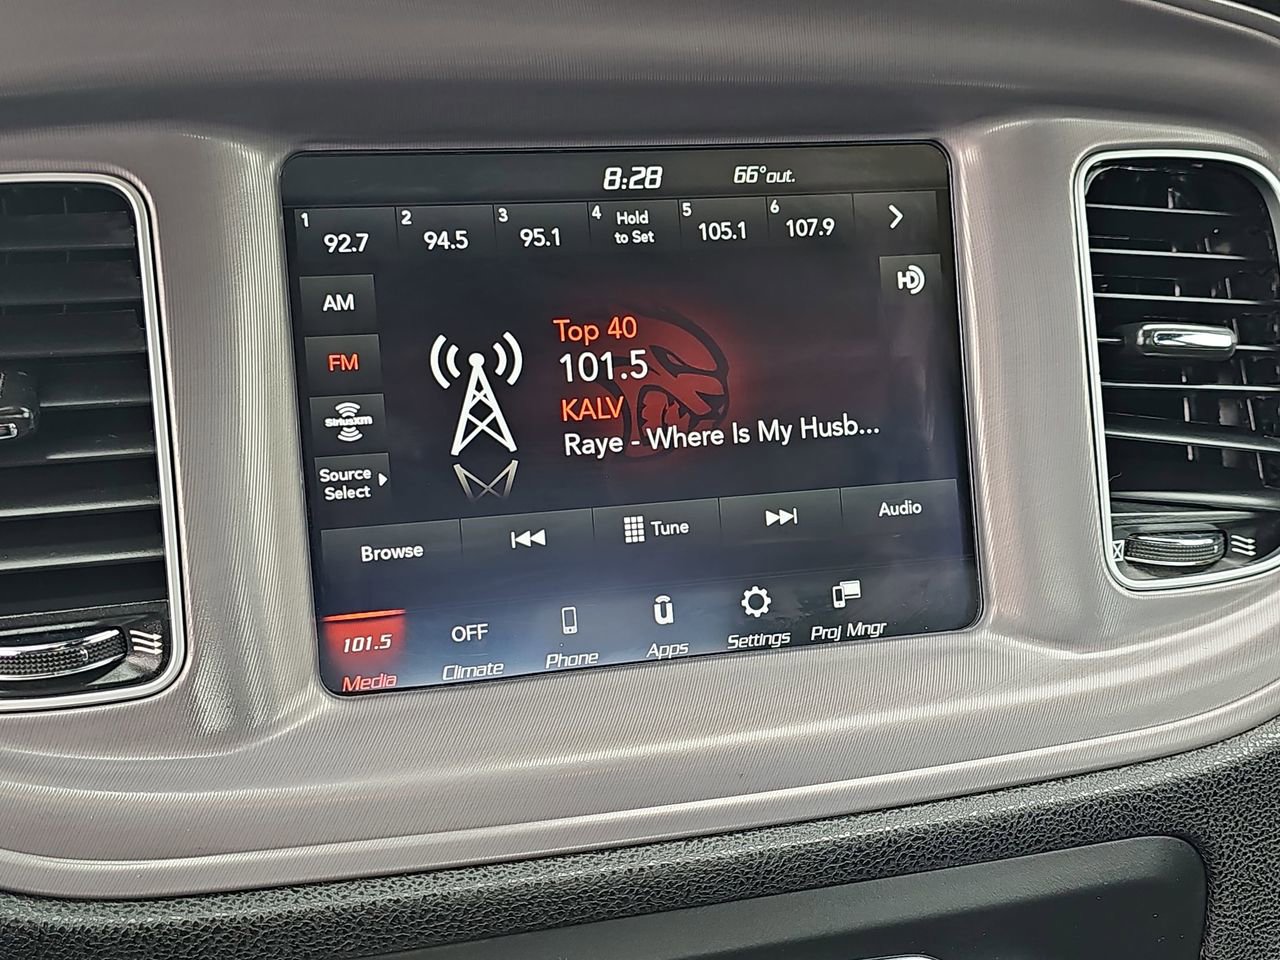 8:28 66°out.
1 92.7 2 94.5 3 95.1 4 Hold to Set 5 105.1 6 107.9
HD
AM
FM
SiriusXM
Source
Select
Top 40
101.5
KALV
Raye - Where Is My Husb...
Browse Tune Audio
101.5 OFF
Media Climate Phone Apps Settings Proj Mngr